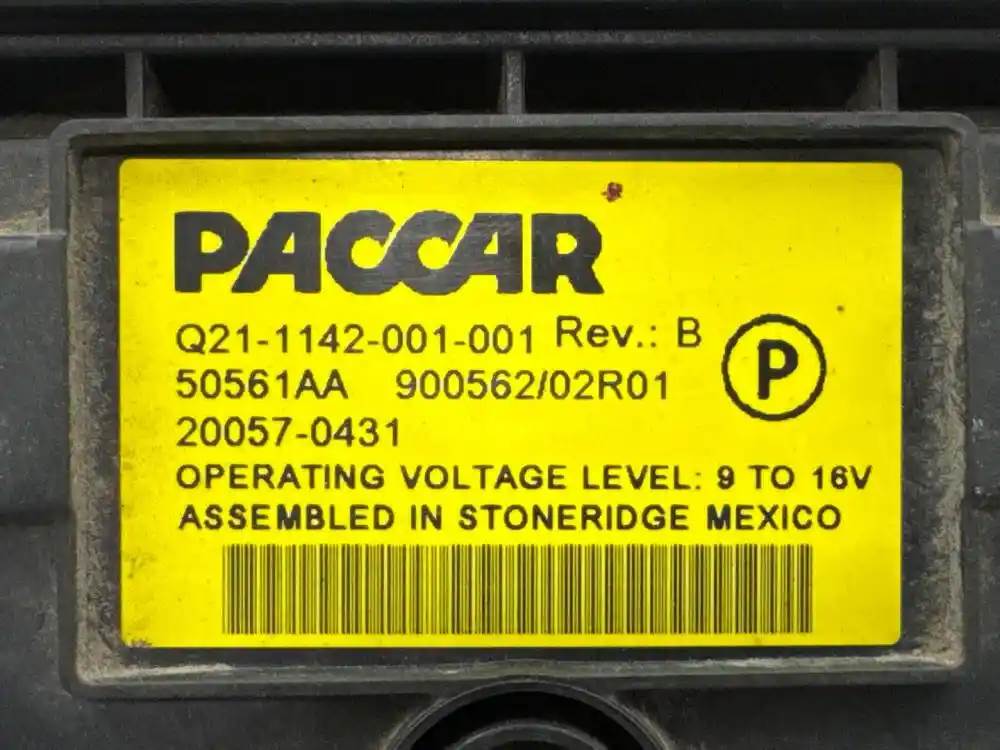 PACCAR
Q21-1142-001-001 Rev.: B
P
50561AA 900562/02R01
20057-0431
OPERATING VOLTAGE LEVEL: 9 TO 16V
ASSEMBLED IN STONERIDGE MEXICO